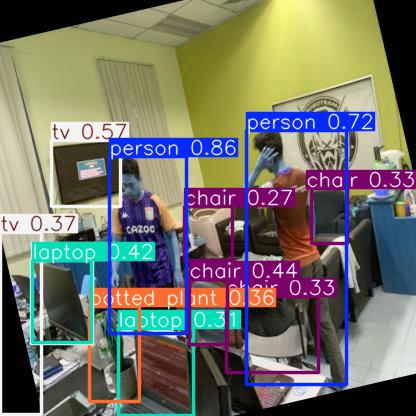 tv 0.57
person 0.86
person 0.72
chair 0.33
chair 0.27
tv 0.37
CAZOO
laptop 0.42
chair 0.44
chair 0.33
potted plant 0.36
laptop 0.31